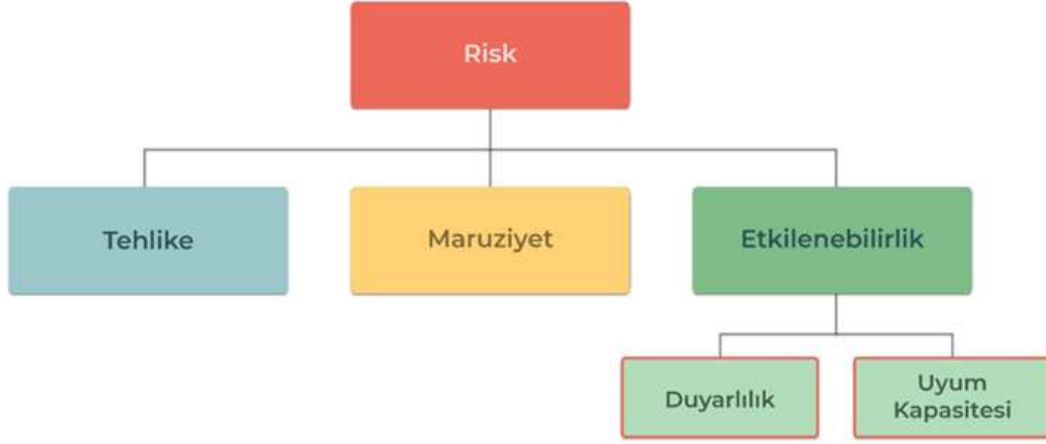 Risk
Tehlike
Maruziyet
Etkilenebilirlik
Duyarlılık
Uyum
Kapasitesi